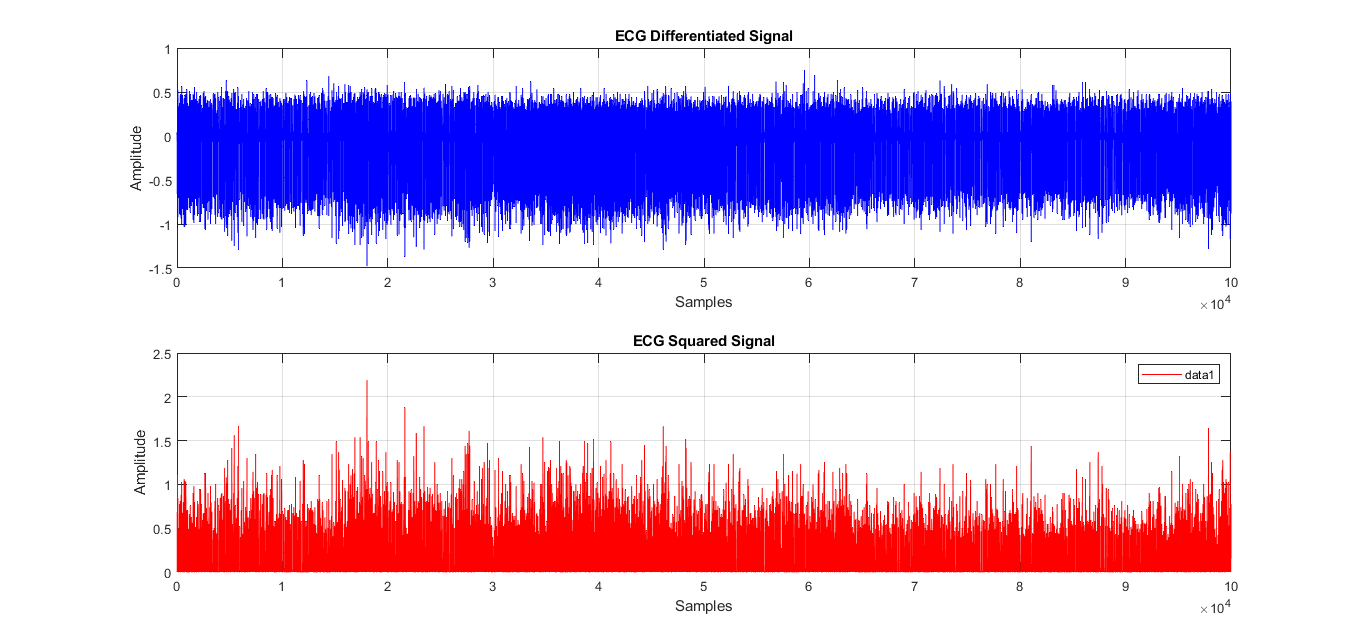 ECG Differentiated Signal
1
0.5
0
-0.5
-1
-1.5
Amplitude
0 1 2 3 4 5 6 7 8 9 10
Samples
×10^4
ECG Squared Signal
2.5
2
1.5
1
0.5
0
Amplitude
data1
0 1 2 3 4 5 6 7 8 9 10
Samples
×10^4